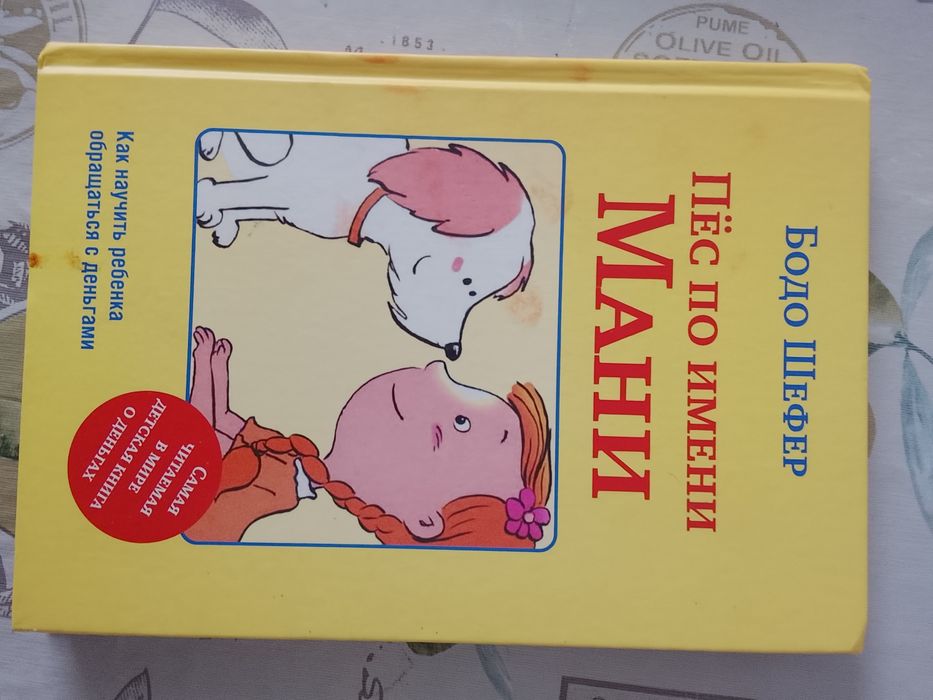 Бодо Шефер
Пёс по имени
Мани
Самая
читаемая
в мире
детская книга
о деньгах
Как научить ребенка
обращаться с деньгами
PUME
OLIVE OIL
· 1853 ·